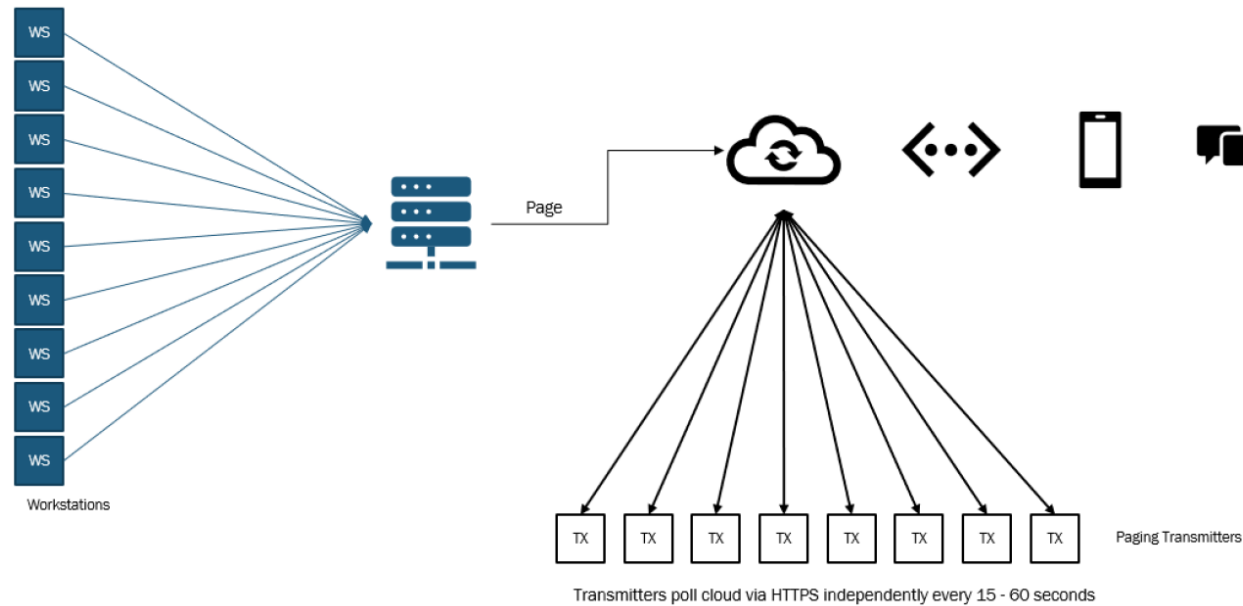 WS
WS
WS
WS
WS
WS
WS
WS
WS
Workstations
Page
TX
TX
TX
TX
TX
TX
TX
TX
Paging Transmitters
Transmitters poll cloud via HTTPS independently every 15 - 60 seconds